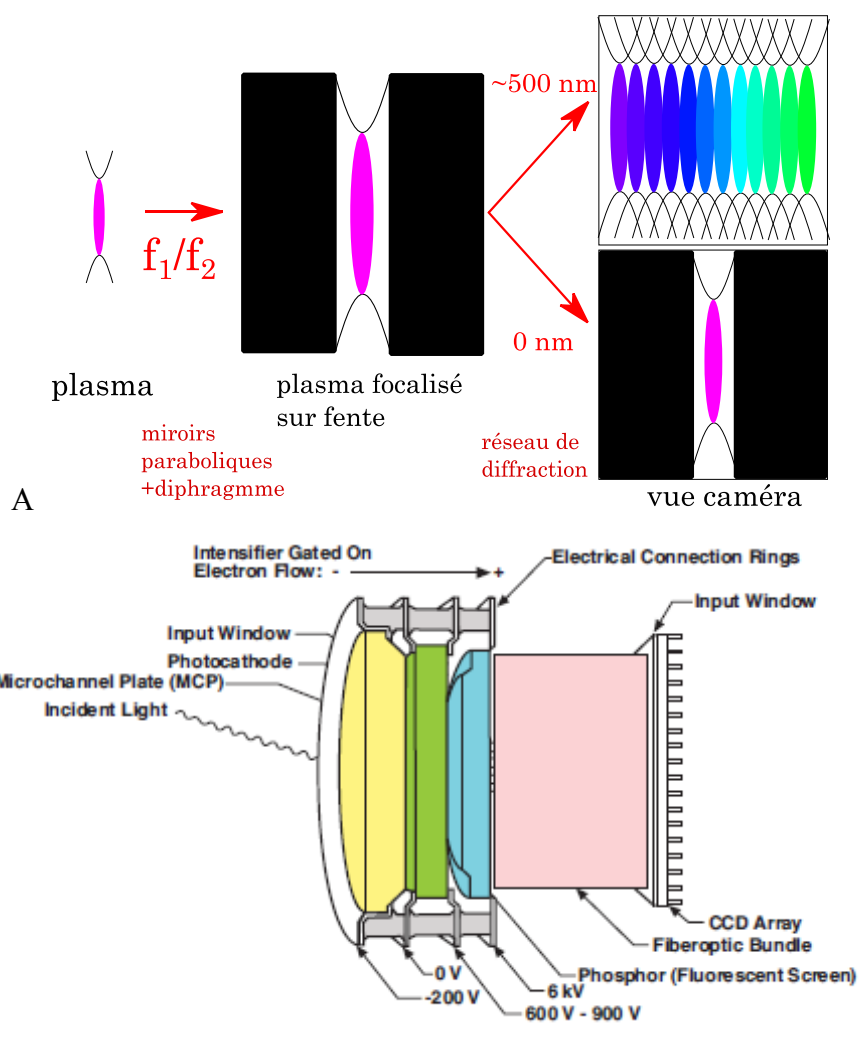 ~500 nm
f1/f2
0 nm
plasma
plasma focalisé
sur fente
miroirs
paraboliques
+diphragmme
réseau de
diffraction
vue caméra
A
Intensifier Gated On
Electron Flow: - +
Electrical Connection Rings
Input Window
Input Window
Photocathode
Microchannel Plate (MCP)
Incident Light
CCD Array
Fiberoptic Bundle
Phosphor (Fluorescent Screen)
0 V
6 kV
-200 V
600 V - 900 V